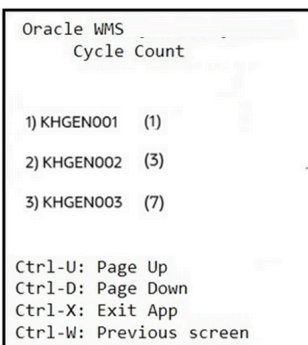 Oracle WMS
Cycle Count
1) KHGEN001 (1)
2) KHGEN002 (3)
3) KHGEN003 (7)
Ctrl-U: Page Up
Ctrl-D: Page Down
Ctrl-X: Exit App
Ctrl-W: Previous screen